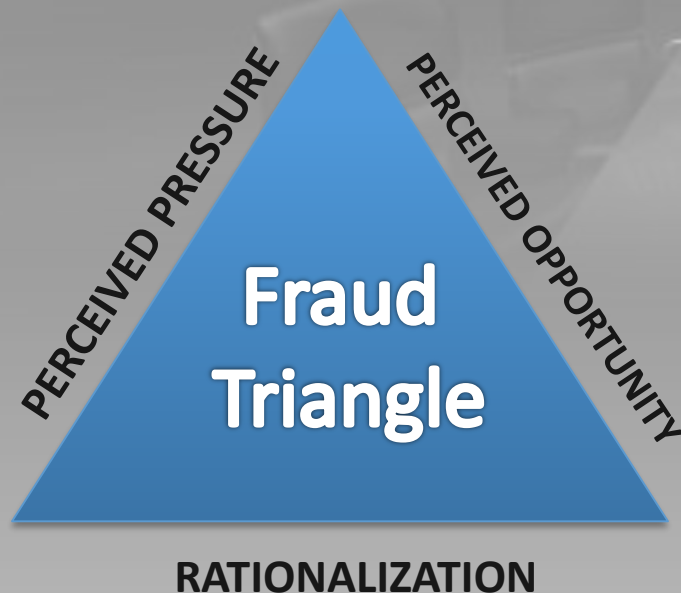 PERCEIVED PRESSURE
PERCEIVED OPPORTUNITY
Fraud
Triangle
RATIONALIZATION